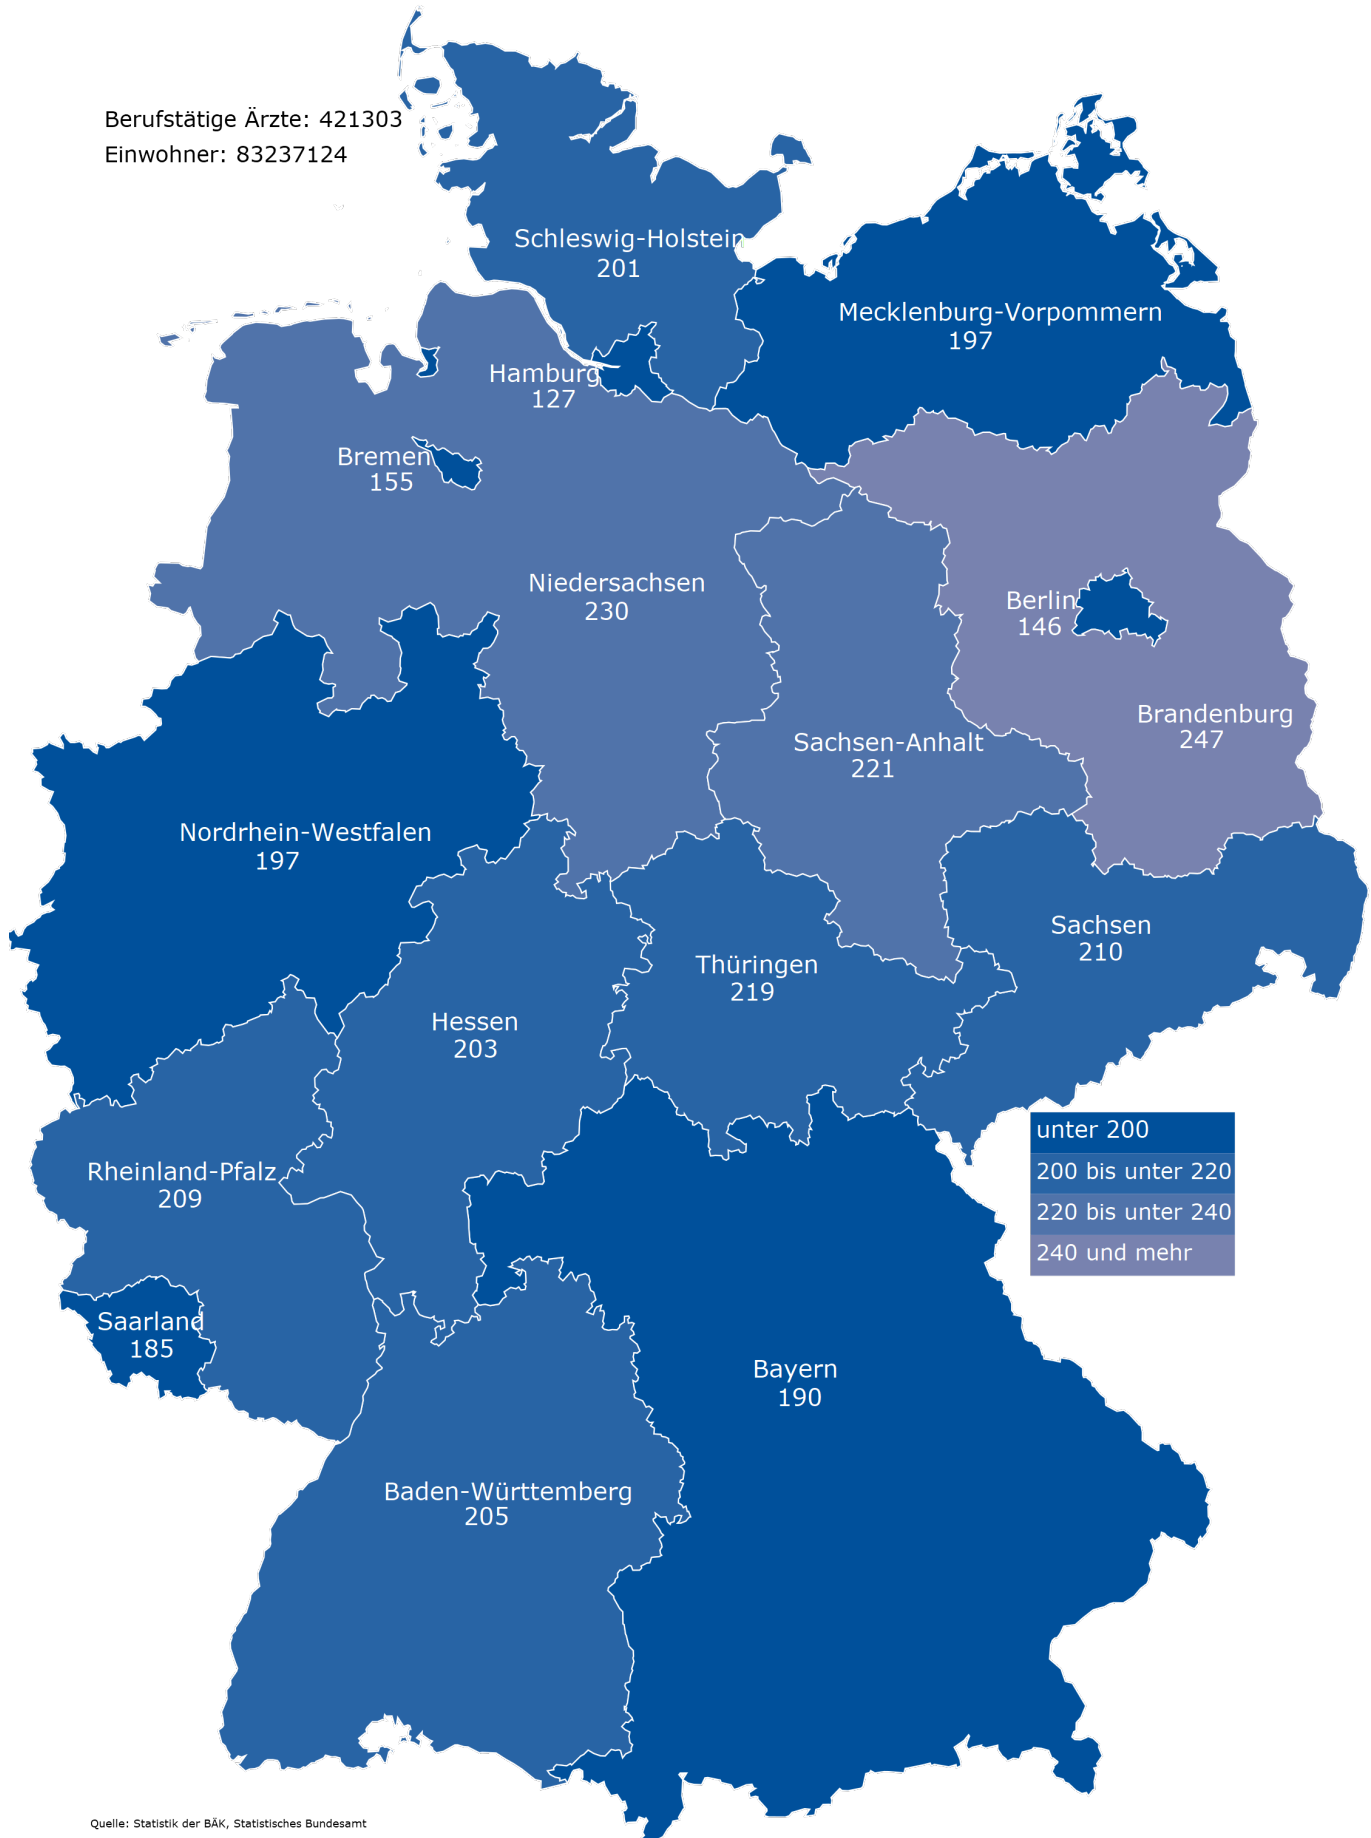 Berufstätige Ärzte: 421303
Einwohner: 83237124
Schleswig-Holstein
201
Mecklenburg-Vorpommern
197
Hamburg
127
Bremen
155
Niedersachsen
230
Berlin
146
Brandenburg
247
Sachsen-Anhalt
221
Nordrhein-Westfalen
197
Sachsen
210
Thüringen
219
Hessen
203
Rheinland-Pfalz
209
Saarland
185
Bayern
190
Baden-Württemberg
205
unter 200
200 bis unter 220
220 bis unter 240
240 und mehr
Quelle: Statistik der BÄK, Statistisches Bundesamt